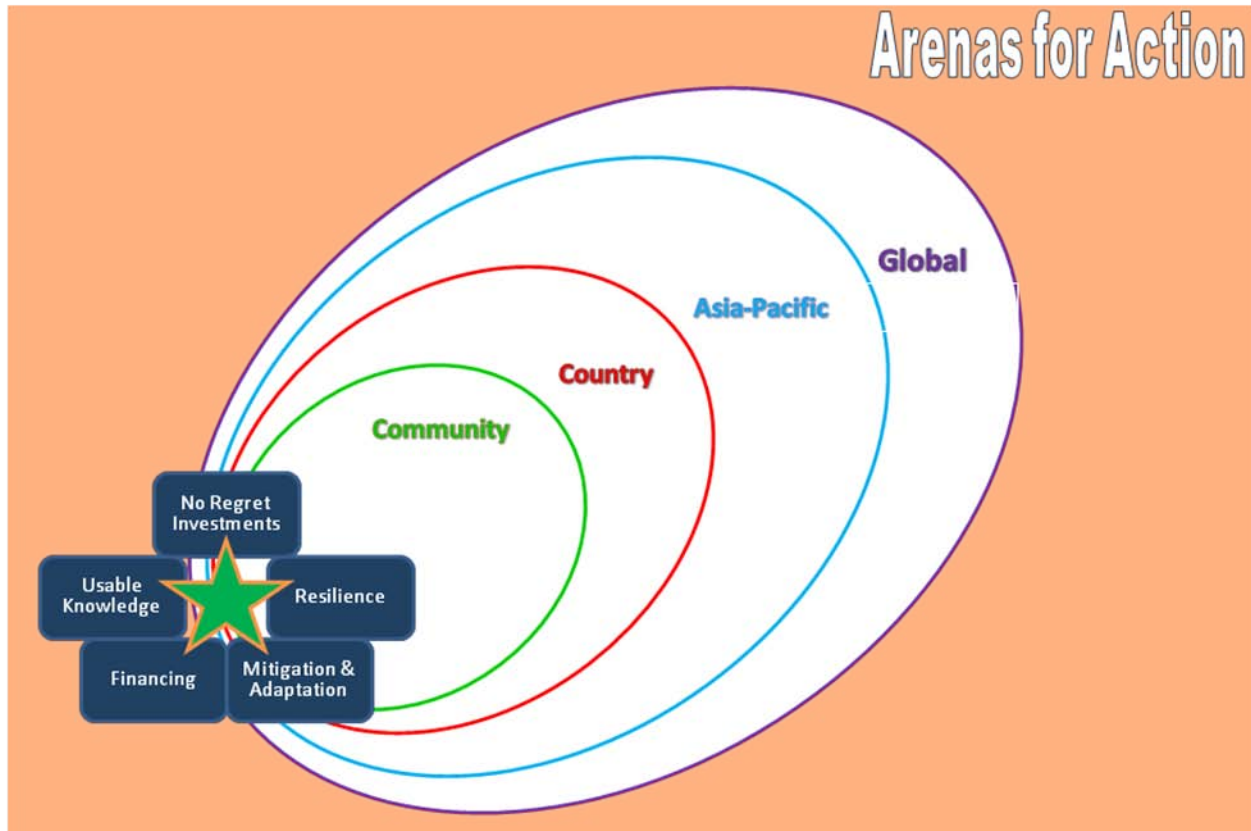 Arenas for Action
Global
Asia-Pacific
Country
Community
No Regret
Investments
Usable
Knowledge
Resilience
Financing
Mitigation &
Adaptation